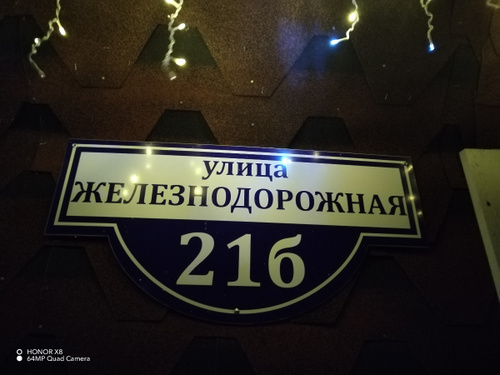 улица
ЖЕЛЕЗНОДОРОЖНАЯ
21б
HONOR X8
64MP Quad Camera